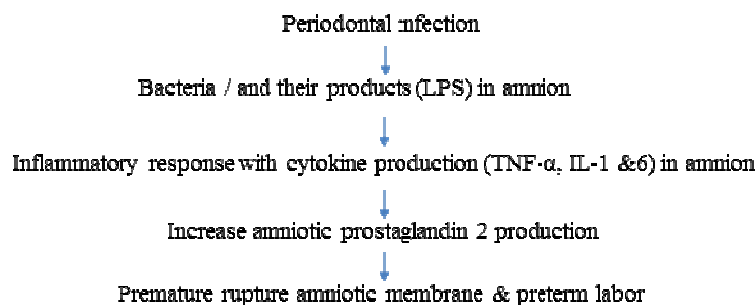 Periodontal infection
Bacteria / and their products (LPS) in amnion
Inflammatory response with cytokine production (TNF-α, IL-1 &6) in amnion
Increase amniotic prostaglandin 2 production
Premature rupture amniotic membrane & preterm labor